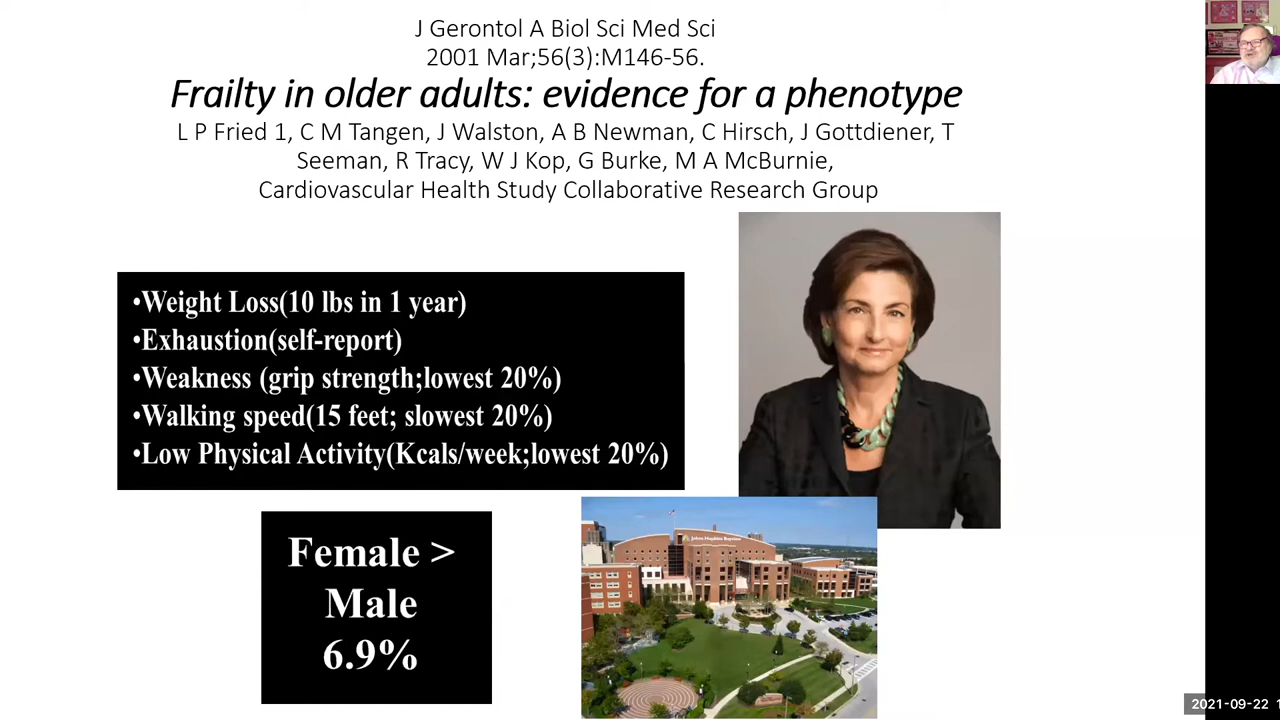 J Gerontol A Biol Sci Med Sci
2001 Mar;56(3):M146-56.
Frailty in older adults: evidence for a phenotype
L P Fried 1, C M Tangen, J Walston, A B Newman, C Hirsch, J Gottdiener, T
Seeman, R Tracy, W J Kop, G Burke, M A McBurnie,
Cardiovascular Health Study Collaborative Research Group
•Weight Loss(10 lbs in 1 year)
•Exhaustion(self-report)
•Weakness (grip strength;lowest 20%)
•Walking speed(15 feet; slowest 20%)
•Low Physical Activity(Kcals/week;lowest 20%)
Female >
Male
6.9%
Johns Hopkins Bayview
2021-09-22